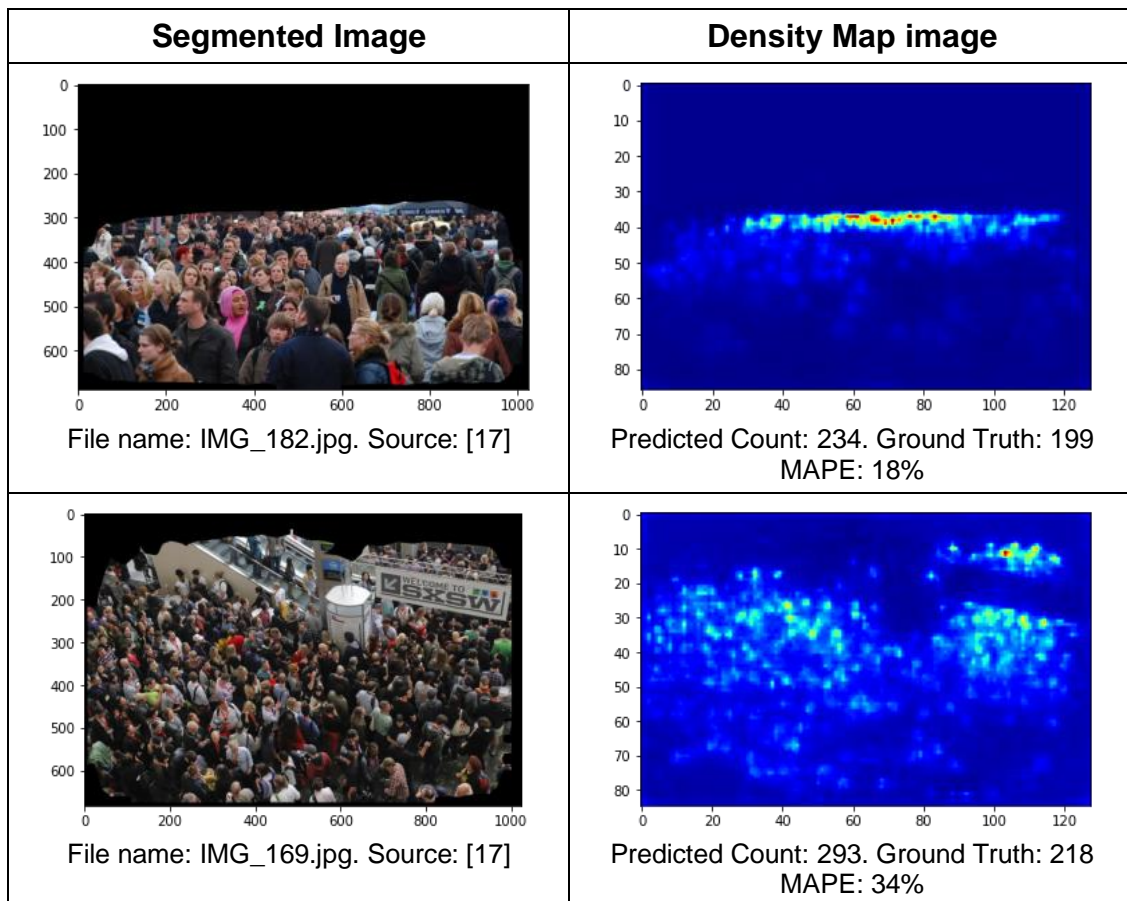 Segmented Image
Density Map image
0
100
200
300
400
500
600
0 200 400 600 800 1000
File name: IMG_182.jpg. Source: [17]
0
10
20
30
40
50
60
70
80
0 20 40 60 80 100 120
Predicted Count: 234. Ground Truth: 199
MAPE: 18%
0
100
200
300
400
500
600
WELCOME TO
SXSW
0 200 400 600 800 1000
File name: IMG_169.jpg. Source: [17]
0
10
20
30
40
50
60
70
80
0 20 40 60 80 100 120
Predicted Count: 293. Ground Truth: 218
MAPE: 34%